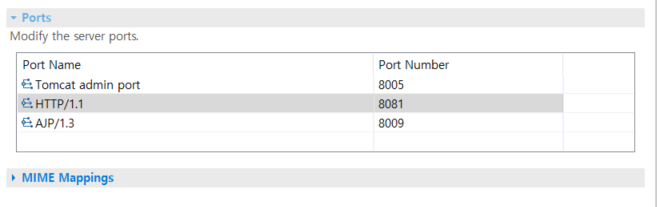 Ports
Modify the server ports.
Port Name Port Number
Tomcat admin port 8005
HTTP/1.1 8081
AJP/1.3 8009
MIME Mappings